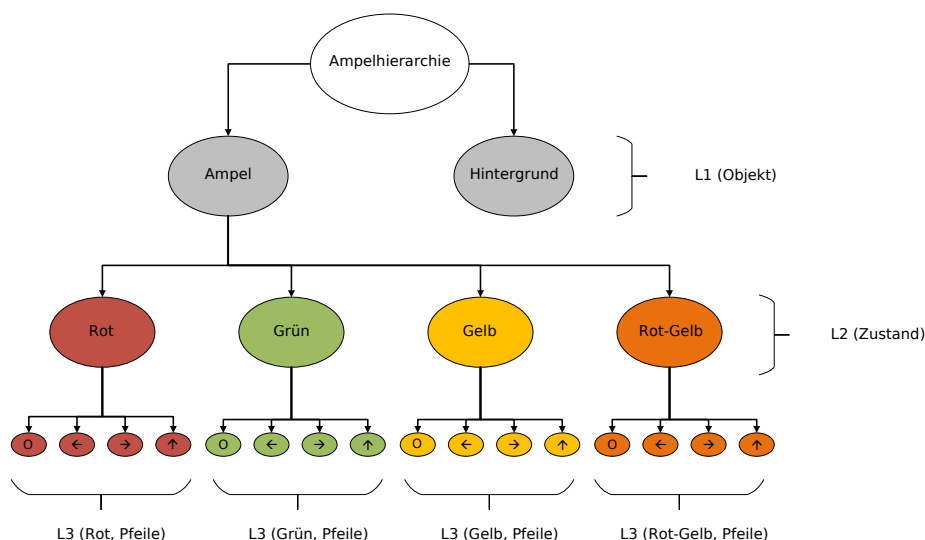 Ampelhierarchie
Ampel
Hintergrund
L1 (Objekt)
Rot
Grün
Gelb
Rot-Gelb
L2 (Zustand)
O ← → ↑
O ← → ↑
O ← → ↑
O ← → ↑
L3 (Rot, Pfeile)
L3 (Grün, Pfeile)
L3 (Gelb, Pfeile)
L3 (Rot-Gelb, Pfeile)